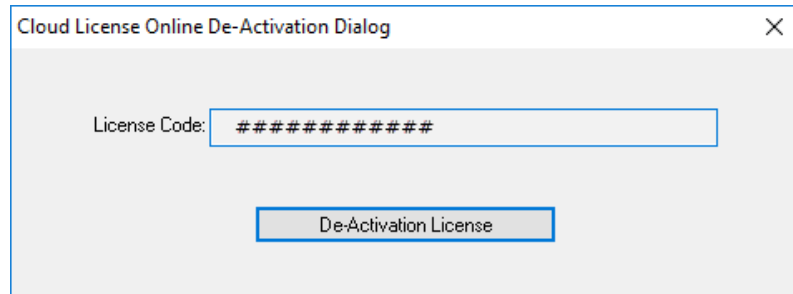 Cloud License Online De-Activation Dialog
License Code: ############
De-Activation License